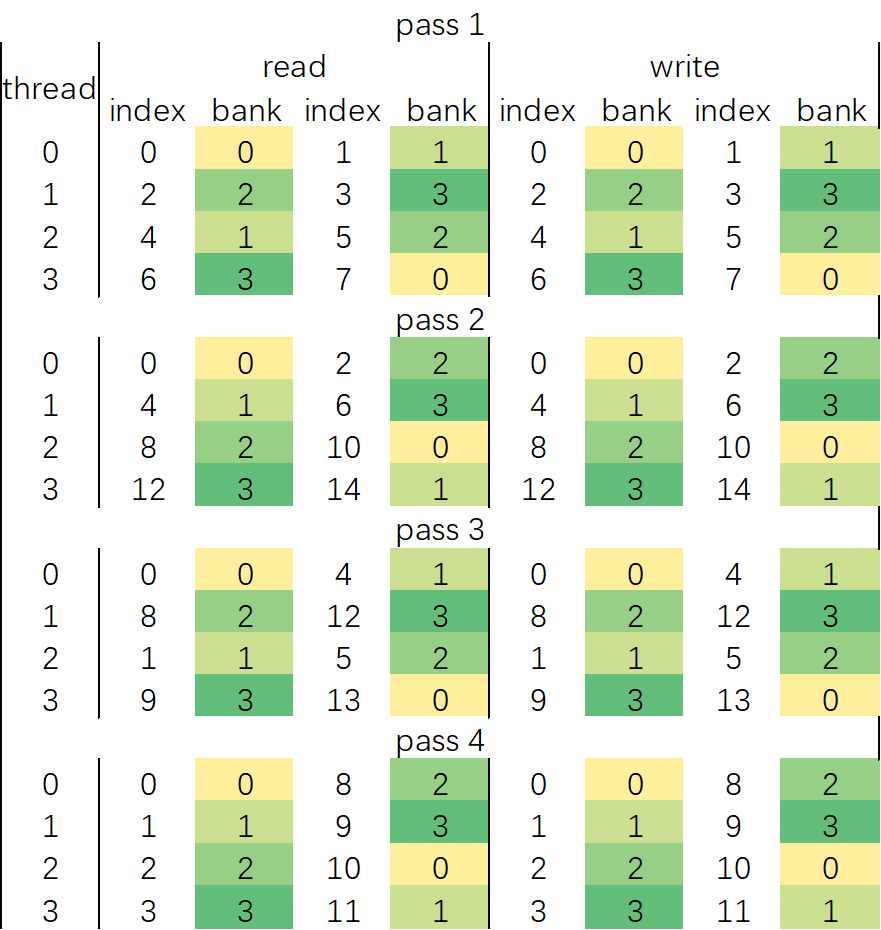 pass 1
read write
thread
index bank index bank index bank index bank
0 0 0 1 1 0 0 1 1
1 2 2 3 3 2 2 3 3
2 4 1 5 2 4 1 5 2
3 6 3 7 0 6 3 7 0
pass 2
0 0 0 2 2 0 0 2 2
1 4 1 6 3 4 1 6 3
2 8 2 10 0 8 2 10 0
3 12 3 14 1 12 3 14 1
pass 3
0 0 0 4 1 0 0 4 1
1 8 2 12 3 8 2 12 3
2 1 1 5 2 1 1 5 2
3 9 3 13 0 9 3 13 0
pass 4
0 0 0 8 2 0 0 8 2
1 1 1 9 3 1 1 9 3
2 2 2 10 0 2 2 10 0
3 3 3 11 1 3 3 11 1